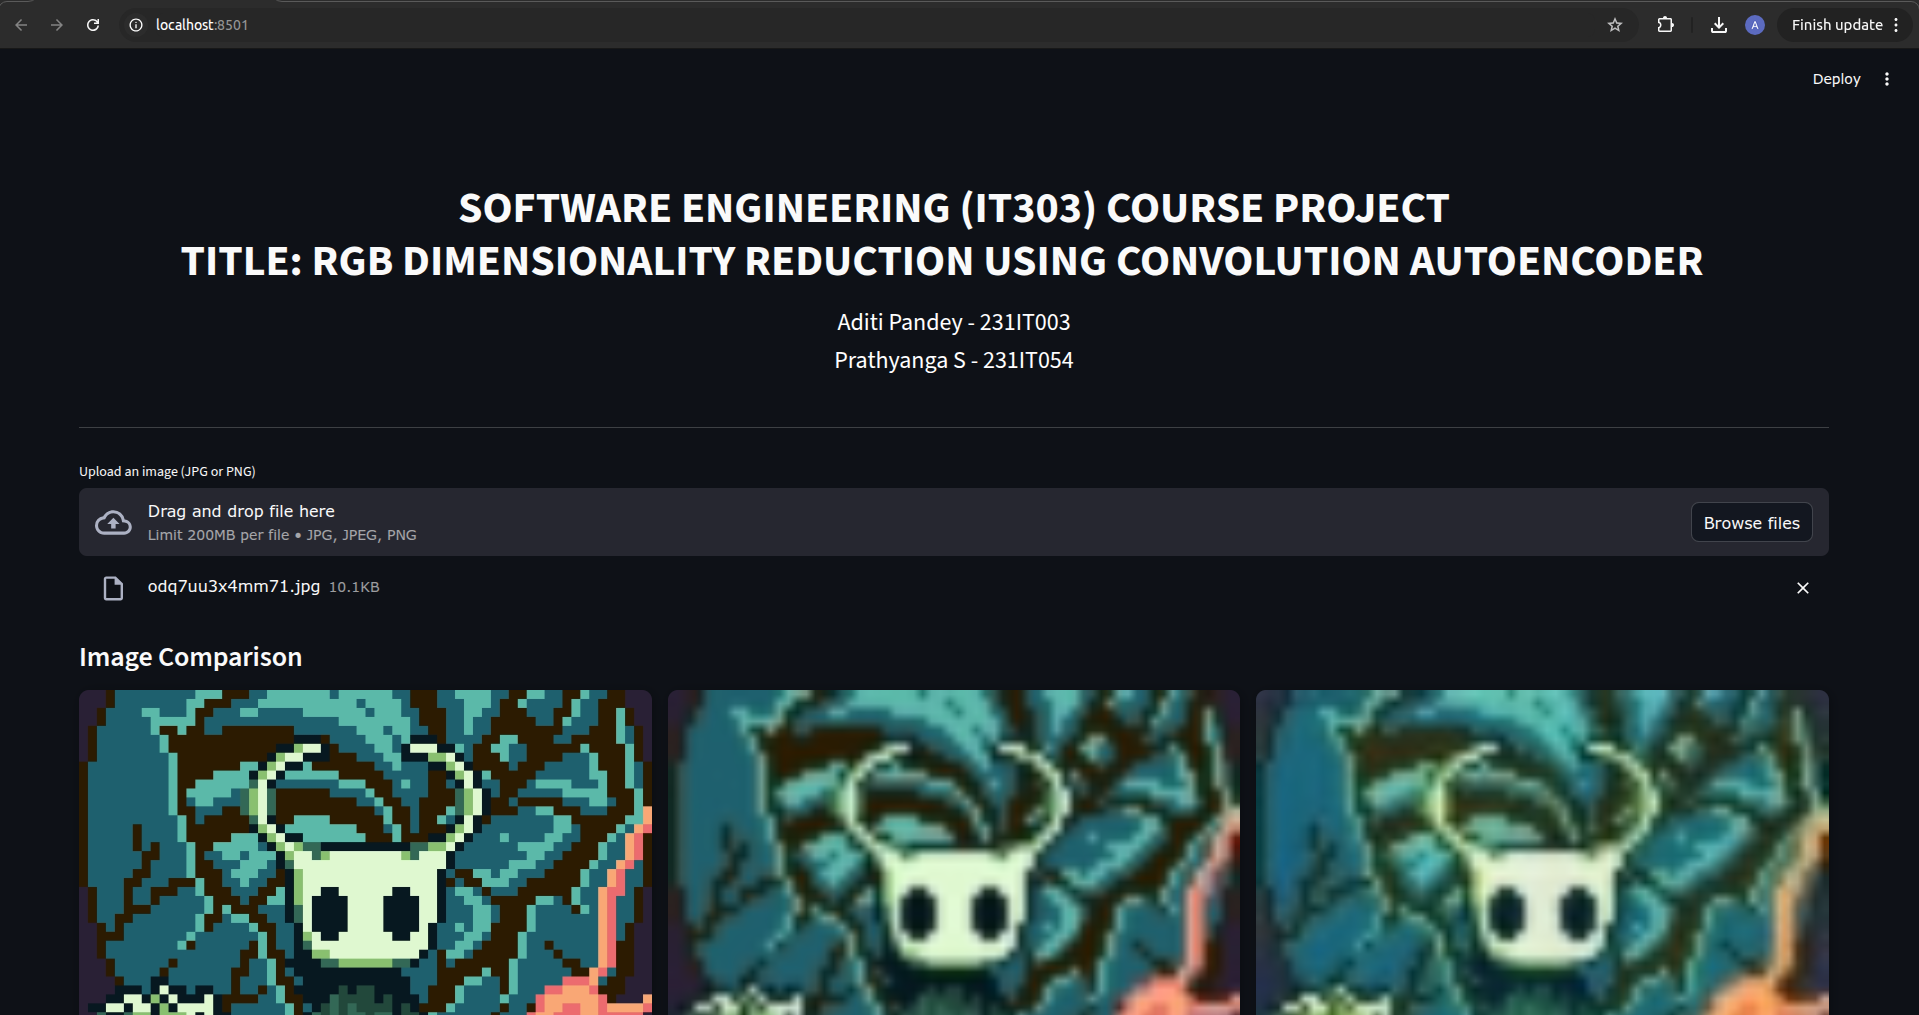 localhost:8501
A
Finish update
Deploy
SOFTWARE ENGINEERING (IT303) COURSE PROJECT
TITLE: RGB DIMENSIONALITY REDUCTION USING CONVOLUTION AUTOENCODER
Aditi Pandey - 231IT003
Prathyanga S - 231IT054
Upload an image (JPG or PNG)
Drag and drop file here
Limit 200MB per file • JPG, JPEG, PNG
Browse files
odq7uu3x4mm71.jpg 10.1KB
Image Comparison